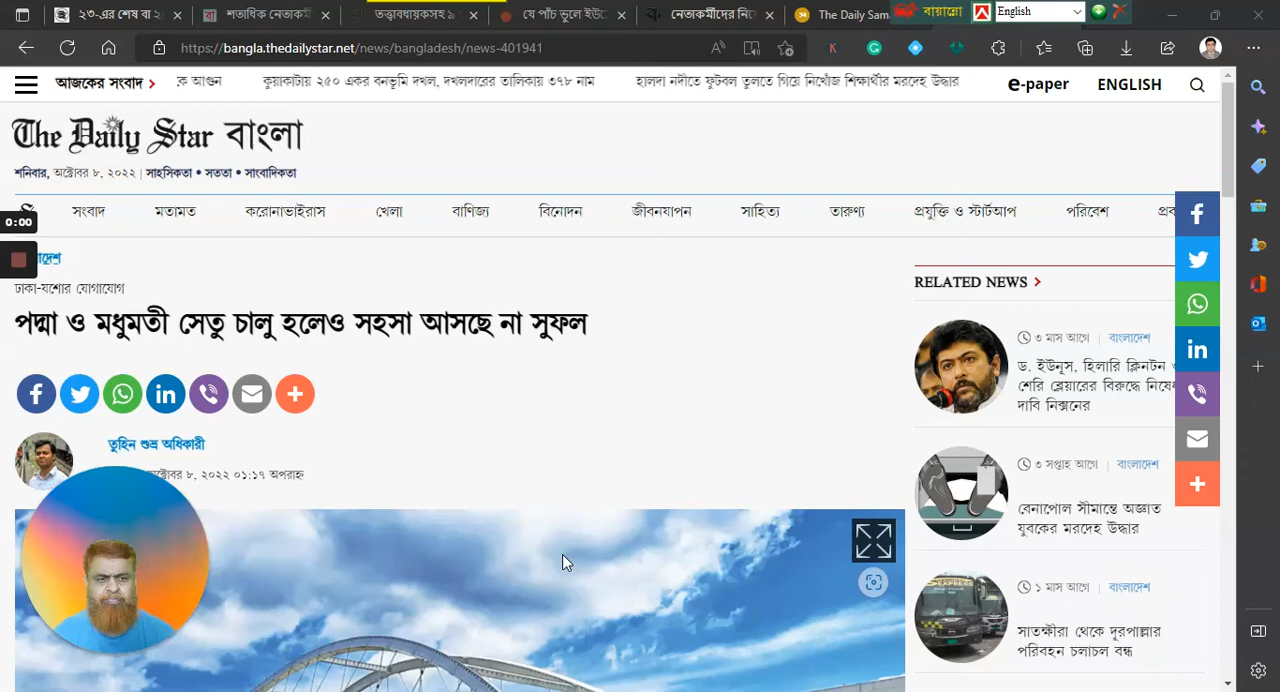 ২৩-এর শেষ বা ২
শতাধিক নেতাকর্মী
তত্ত্বাবধায়কসহ ১
যে পাঁচ ভুলে ইউ
নেতাকর্মীদের নি
The Daily Sam
বায়ান্নো
English
https://bangla.thedailystar.net/news/bangladesh/news-401941
আজকের সংবাদ
কে আগুন
কুয়াকাটায় ২৫০ একর বনভূমি দখল, দখলদারের তালিকায় ৩৭৮ নাম
হালদা নদীতে ফুটবল তুলতে গিয়ে নিখোঁজ শিক্ষার্থীর মরদেহ উদ্ধার
e-paper
ENGLISH
The Daily Star বাংলা
শনিবার, অক্টোবর ৮, ২০২২ | সাহসিকতা • সততা • সাংবাদিকতা
সংবাদ মতামত করোনাভাইরাস খেলা বাণিজ্য বিনোদন জীবনযাপন সাহিত্য তারুণ্য প্রযুক্তি ও স্টার্টআপ পরিবেশ প্রব
0:00
দেশ
ঢাকা-যশোর যোগাযোগ
পদ্মা ও মধুমতী সেতু চালু হলেও সহসা আসছে না সুফল
তুহিন শুভ্র অধিকারী
ক্টোবর ৮, ২০২২ ০১:১৭ অপরাহ্ণ
RELATED NEWS
৩ মাস আগে | বাংলাদেশ
ড. ইউনূস, হিলারি ক্লিনটন ও
শেরি ব্লেয়ারের বিরুদ্ধে নিষে
দাবি নিক্সনের
৩ সপ্তাহ আগে | বাংলাদেশ
বেনাপোল সীমান্তে অজ্ঞাত
যুবকের মরদেহ উদ্ধার
১ মাস আগে | বাংলাদেশ
সাতক্ষীরা থেকে দূরপাল্লার
পরিবহন চলাচল বন্ধ